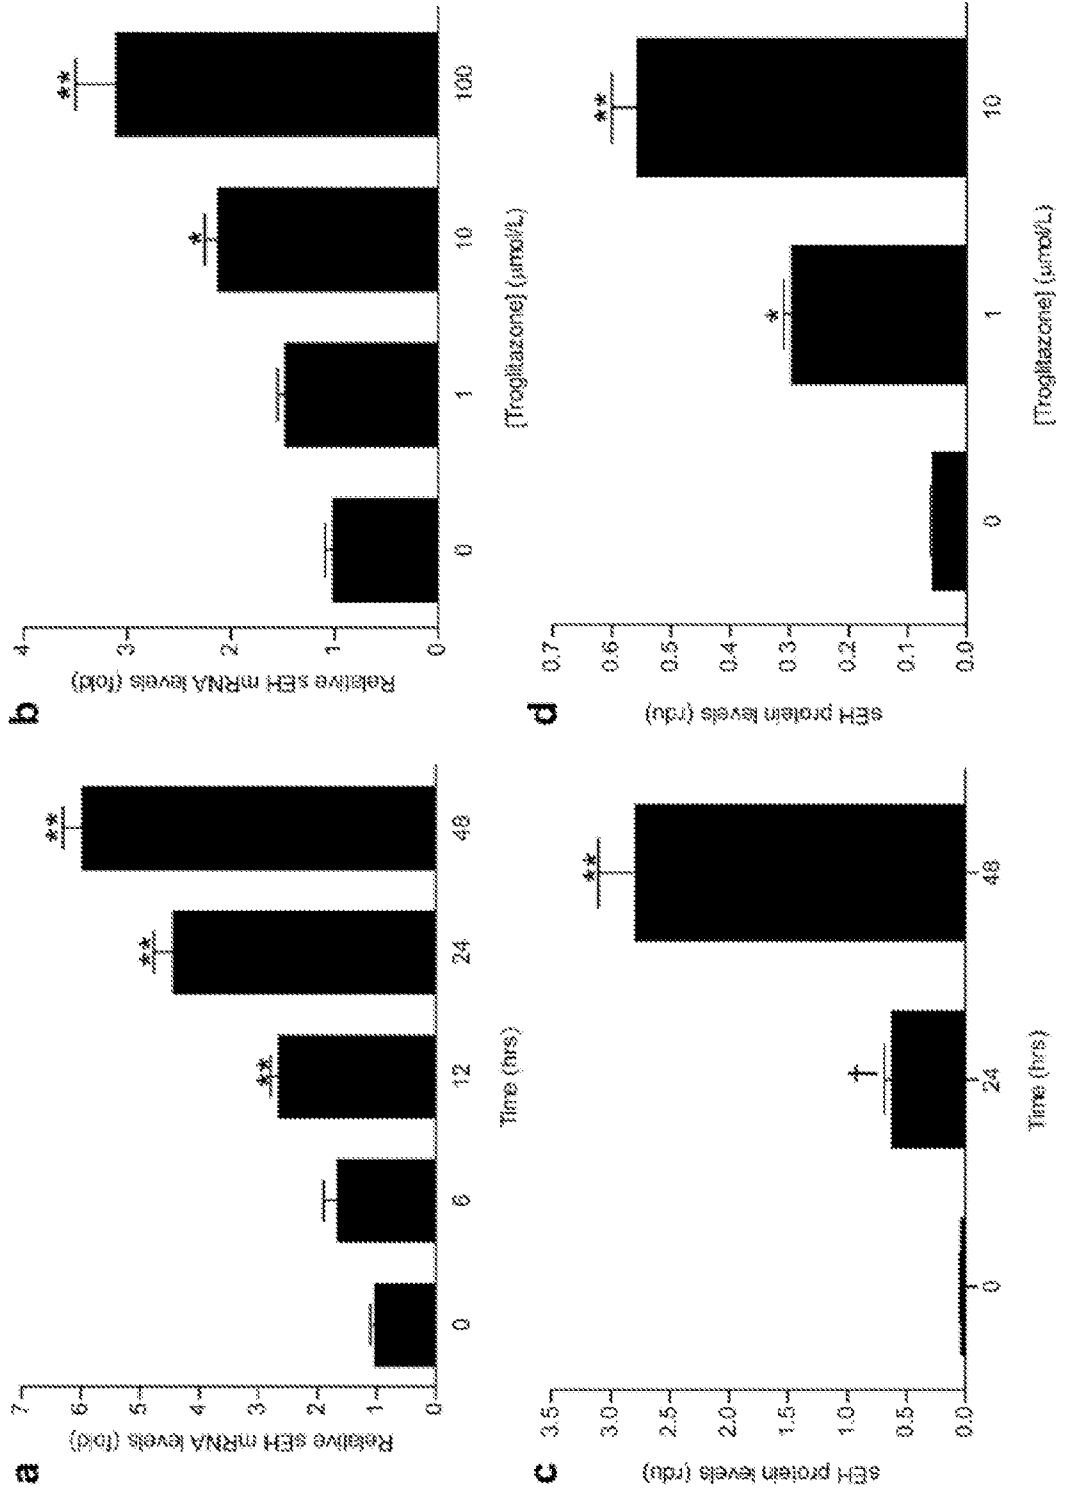 a
Relative sEH mRNA levels (fold)
7
6
5
4
3
2
1
0
** ** **
0 6 12 24 48
Time (hrs)
b
Relative sEH mRNA levels (fold)
4
3
2
1
0
* **
0 1 10 100
[Troglitazone] (µmol/L)
c
sEH protein levels (rdu)
3.5
3.0
2.5
2.0
1.5
1.0
0.5
0.0
† **
0 24 48
Time (hrs)
d
sEH protein levels (rdu)
0.7
0.6
0.5
0.4
0.3
0.2
0.1
0.0
* **
0 1 10
[Troglitazone] (µmol/L)